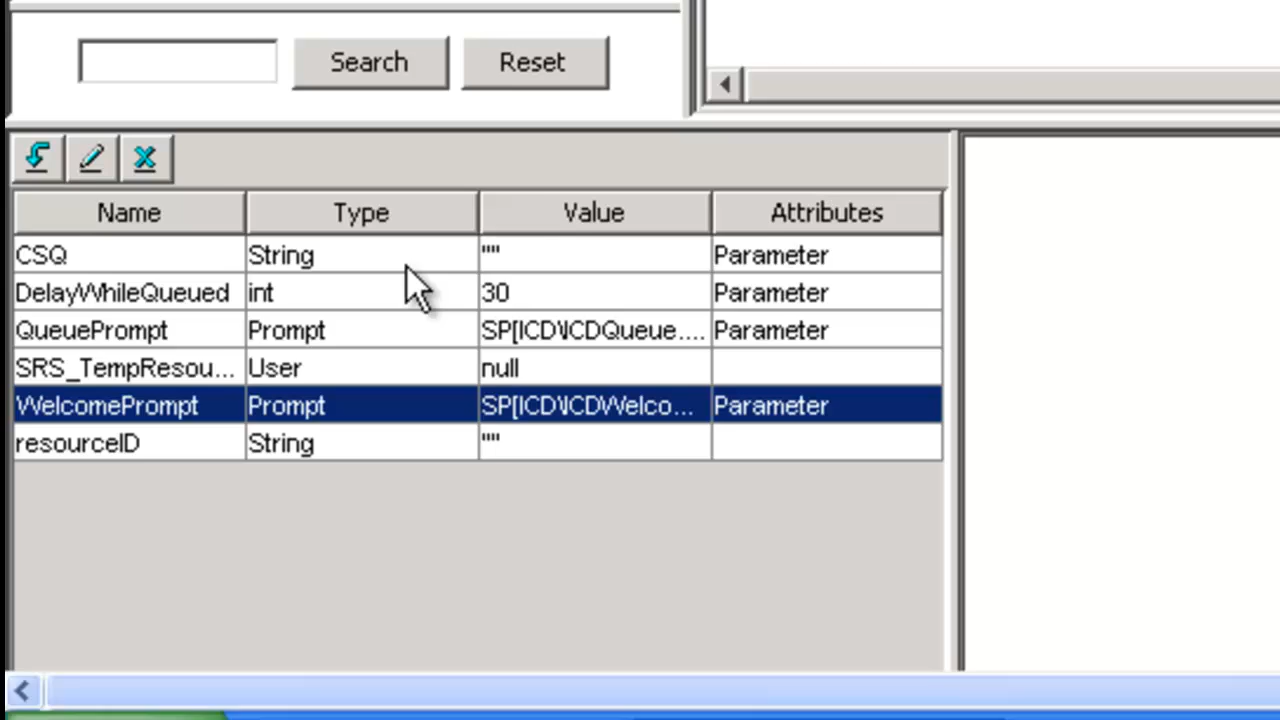 Search Reset
Name Type Value Attributes
CSQ String "" Parameter
DelayWhileQueued int 30 Parameter
QueuePrompt Prompt SP[ICD\ICDQueue.... Parameter
SRS_TempResou... User null
WelcomePrompt Prompt SP[ICD\ICDWelco... Parameter
resourceID String ""